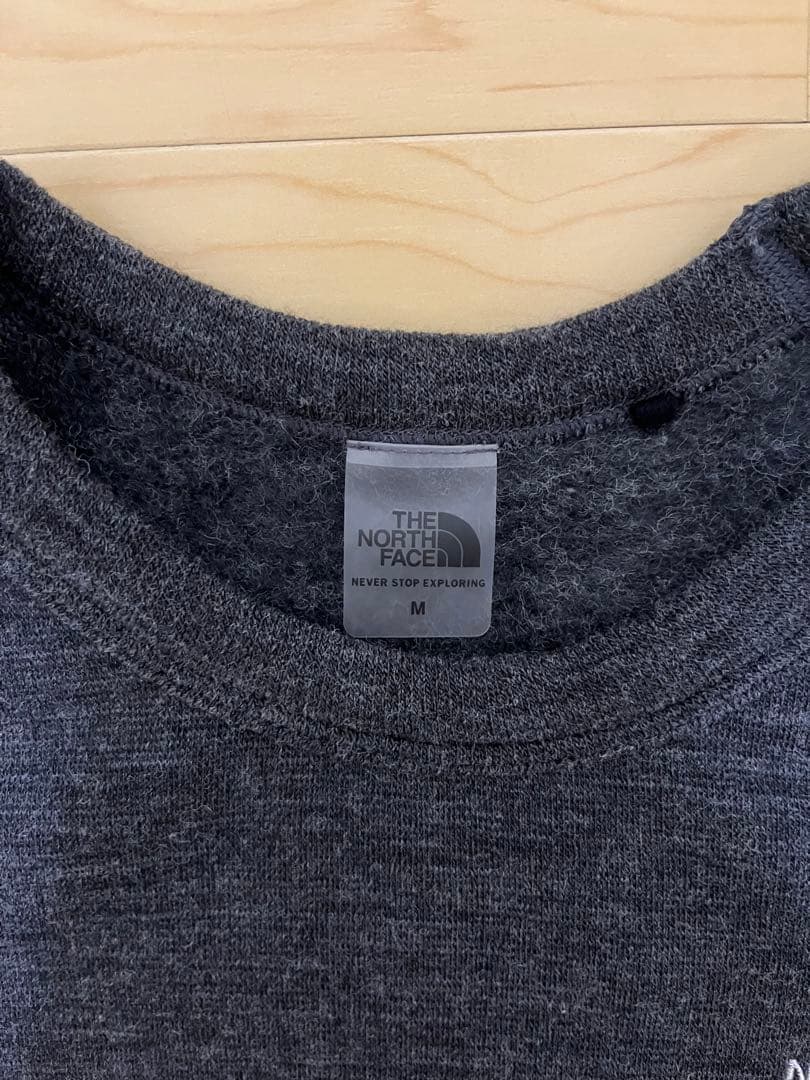 THE
NORTH
FACE
NEVER STOP EXPLORING
M
N